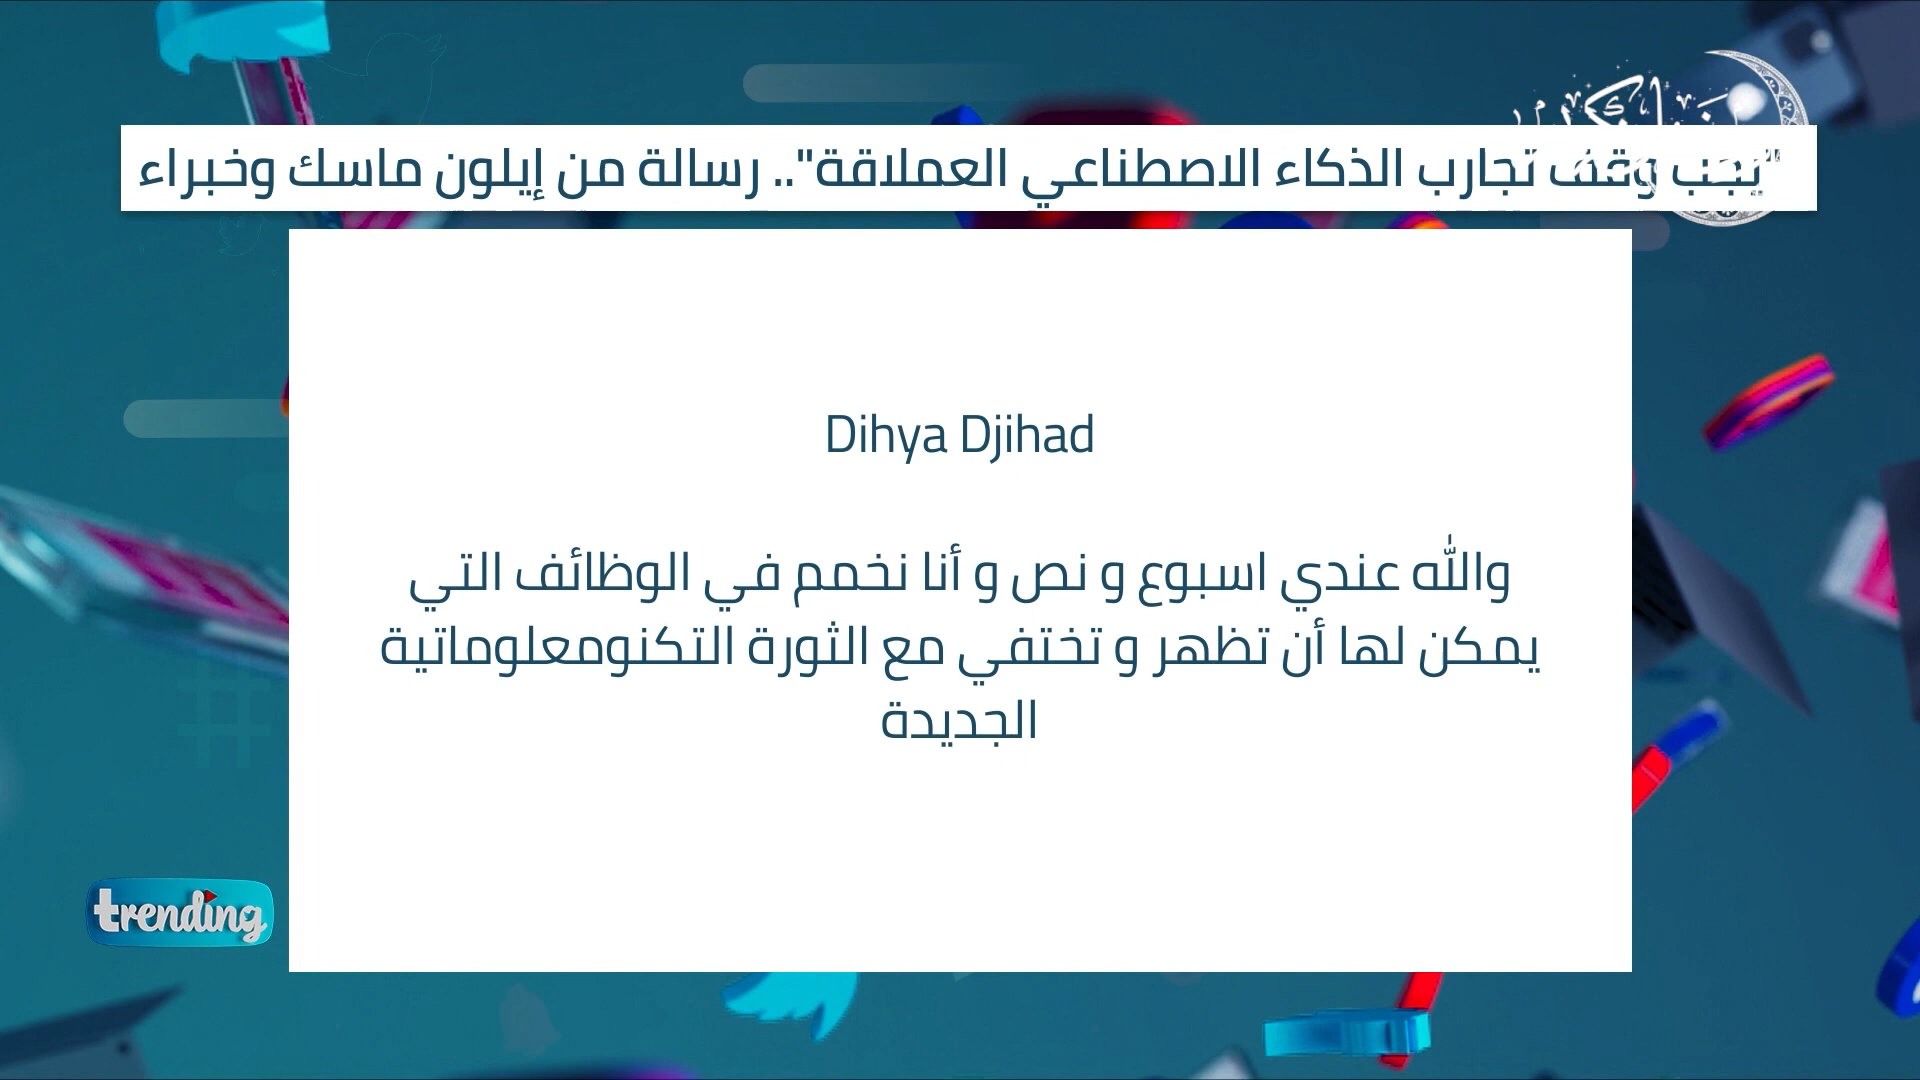 "يجب وقف تجارب الذكاء الاصطناعي العملاقة".. رسالة من إيلون ماسك وخبراء
Dihya Djihad
والله عندي اسبوع و نص و أنا نخمم في الوظائف التي
يمكن لها أن تظهر و تختفي مع الثورة التكنومعلوماتية
الجديدة
trending